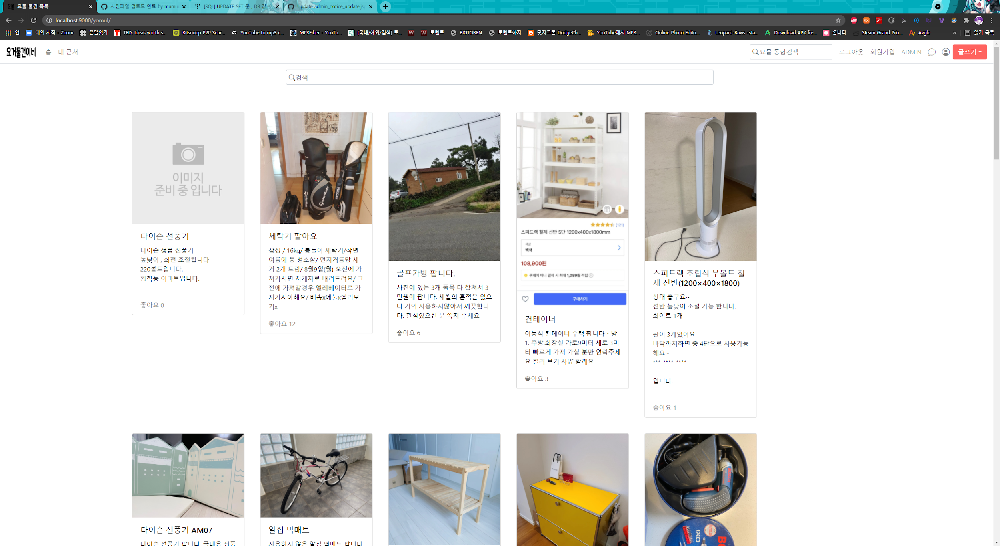 요물 물건 목록
사진파일 업로드 완료 by mumu
[SQL] UPDATE SET 문 , DB 값 수
Update admin_notice_update.jsp
localhost:9000/yomul/
앱
회의 시작 - Zoom
끝말잇기
TED: Ideas worth s...
Bitsnoop P2P Sear...
YouTube to mp3 c...
MP3Fiber - YouTu...
[국내/해외/검색] 토...
토렌트
BIGTOREN
토렌트하자
닷지크롬 DodgeCh...
YouTube에서 MP3...
Online Photo Edito...
Leopard-Raws -sta...
Download APK fre...
온나다
Steam Grand Prix...
Avgle
»
읽기 목록
요거물건이네
홈
내 근처
요물 통합검색
로그아웃
회원가입
ADMIN
글쓰기
검색
이미지
준비 중 입니다
다이슨 선풍기
다이슨 정품 선풍기
높낮이 , 회전 조절됩니다
220볼트입니다.
황학동 이마트입니다.
좋아요 0
TaylorMade
VULCAN
세탁기 팔아요
삼성 / 16kg/ 통돌이 세탁기/작년
여름에 통 청소함/ 먼지거름망 새
거 2개 드림/ 8월9일(월) 오전에 가
져가시면 지게차로 내려드려요/ 그
전에 가져갈경우 엘레베이터로 가
져가셔야해요/ 배송x에눌x찔러보
기x
좋아요 12
골프가방 팝니다.
사진에 있는 3개 품목 다 합쳐서 3
만원에 팝니다. 세월의 흔적은 있으
나 거의 사용하지않아서 깨끗합니
다. 관심있으신 분 쪽지 주세요
좋아요 6
(121)
스피드랙 철제 선반 5단 1200x400x1800mm
색상
백색
108,900원
쿠페이 머니 결제 시 최대 1,089원 적립
구매하기
컨테이너
이동식 컨테이너 주택 팝니다・방
1. 주방.화장실 가로9미터 세로 3미
터 빠르게 가져 가실 분만 연락주세
요 찔러 보기 사양 할께요
좋아요 3
스피드랙 조립식 무볼트 철
제 선반(1200×400×1800)
상태 좋구요~
선반 높낮이 조절 가능 합니다.
화이트 1개
판이 3개있어요
바닥까지하면 총 4단으로 사용가능
해요~
***-****-****
입니다.
좋아요 1
다이슨 선풍기 AM07
다이슨 선풍기 팝니다. 국내용 정품
알집 벽매트
사용하지 않은 알집 벽매트 팝니다.
IXO
Bo